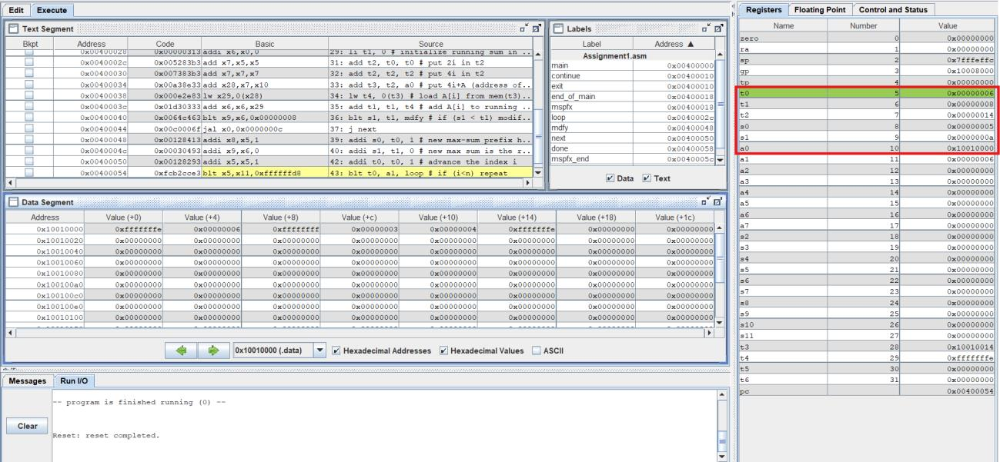 Edit Execute
Text Segment
Bkpt Address Code Basic Source
0x00400028 0x00000313 addi x6,x0,0 29: li t1, 0 # initialize running sum in ..
0x0040002c 0x005283b3 add x7,x5,x5 31: add t2, t0, t0 # put 2i in t2
0x00400030 0x007383b3 add x7,x7,x7 32: add t2, t2, t2 # put 4i in t2
0x00400034 0x00a38e33 add x28,x7,x10 33: add t3, t2, a0 # put 4i+A (address of..
0x00400038 0x000e2e83 lw x29,0(x28) 34: lw t4, 0(t3) # load A[i] from mem(t3)..
0x0040003c 0x01d30333 add x6,x6,x29 35: add t1, t1, t4 # add A[i] to running ..
0x00400040 0x0064c463 blt x9,x6,0x00000008 36: blt s1, t1, mdfy # if (s1 < t1) modif..
0x00400044 0x00c0006f jal x0,0x0000000c 37: j next
0x00400048 0x00128413 addi x8,x5,1 39: addi s0, t0, 1 # new max-sum prefix h..
0x0040004c 0x00030493 addi x9,x6,0 40: addi s1, t1, 0 # new max sum is the r..
0x00400050 0x00128293 addi x5,x5,1 42: addi t0, t0, 1 # advance the index i
0x00400054 0xfcb2cce3 blt x5,x11,0xffffffd8 43: blt t0, a1, loop # if (i<n) repeat
Labels
Label Address ▲
Assignment1.asm
main 0x00400000
continue 0x00400010
exit 0x00400010
end_of_main 0x00400018
mspfx 0x00400018
loop 0x0040002c
mdfy 0x00400048
next 0x00400050
done 0x00400058
mspfx_end 0x0040005c
Data Text
Data Segment
Address Value (+0) Value (+4) Value (+8) Value (+c) Value (+10) Value (+14) Value (+18) Value (+1c)
0x10010000 0xfffffffe 0x00000006 0xffffffff 0x00000003 0x00000004 0xfffffffe 0x00000000 0x00000000
0x10010020 0x00000000 0x00000000 0x00000000 0x00000000 0x00000000 0x00000000 0x00000000 0x00000000
0x10010040 0x00000000 0x00000000 0x00000000 0x00000000 0x00000000 0x00000000 0x00000000 0x00000000
0x10010060 0x00000000 0x00000000 0x00000000 0x00000000 0x00000000 0x00000000 0x00000000 0x00000000
0x10010080 0x00000000 0x00000000 0x00000000 0x00000000 0x00000000 0x00000000 0x00000000 0x00000000
0x100100a0 0x00000000 0x00000000 0x00000000 0x00000000 0x00000000 0x00000000 0x00000000 0x00000000
0x100100c0 0x00000000 0x00000000 0x00000000 0x00000000 0x00000000 0x00000000 0x00000000 0x00000000
0x100100e0 0x00000000 0x00000000 0x00000000 0x00000000 0x00000000 0x00000000 0x00000000 0x00000000
0x10010100 0x00000000 0x00000000 0x00000000 0x00000000 0x00000000 0x00000000 0x00000000 0x00000000
0x10010000 (.data) Hexadecimal Addresses Hexadecimal Values ASCII
Messages Run I/O
-- program is finished running (0) --
Clear
Reset: reset completed.
Registers Floating Point Control and Status
Name Number Value
zero 0 0x00000000
ra 1 0x00000000
sp 2 0x7fffeffc
gp 3 0x10008000
tp 4 0x00000000
t0 5 0x00000006
t1 6 0x00000008
t2 7 0x00000014
s0 8 0x00000005
s1 9 0x0000000a
a0 10 0x10010000
a1 11 0x00000006
a2 12 0x00000000
a3 13 0x00000000
a4 14 0x00000000
a5 15 0x00000000
a6 16 0x00000000
a7 17 0x00000000
s2 18 0x00000000
s3 19 0x00000000
s4 20 0x00000000
s5 21 0x00000000
s6 22 0x00000000
s7 23 0x00000000
s8 24 0x00000000
s9 25 0x00000000
s10 26 0x00000000
s11 27 0x00000000
t3 28 0x10010014
t4 29 0xfffffffe
t5 30 0x00000000
t6 31 0x00000000
pc 0x00400054